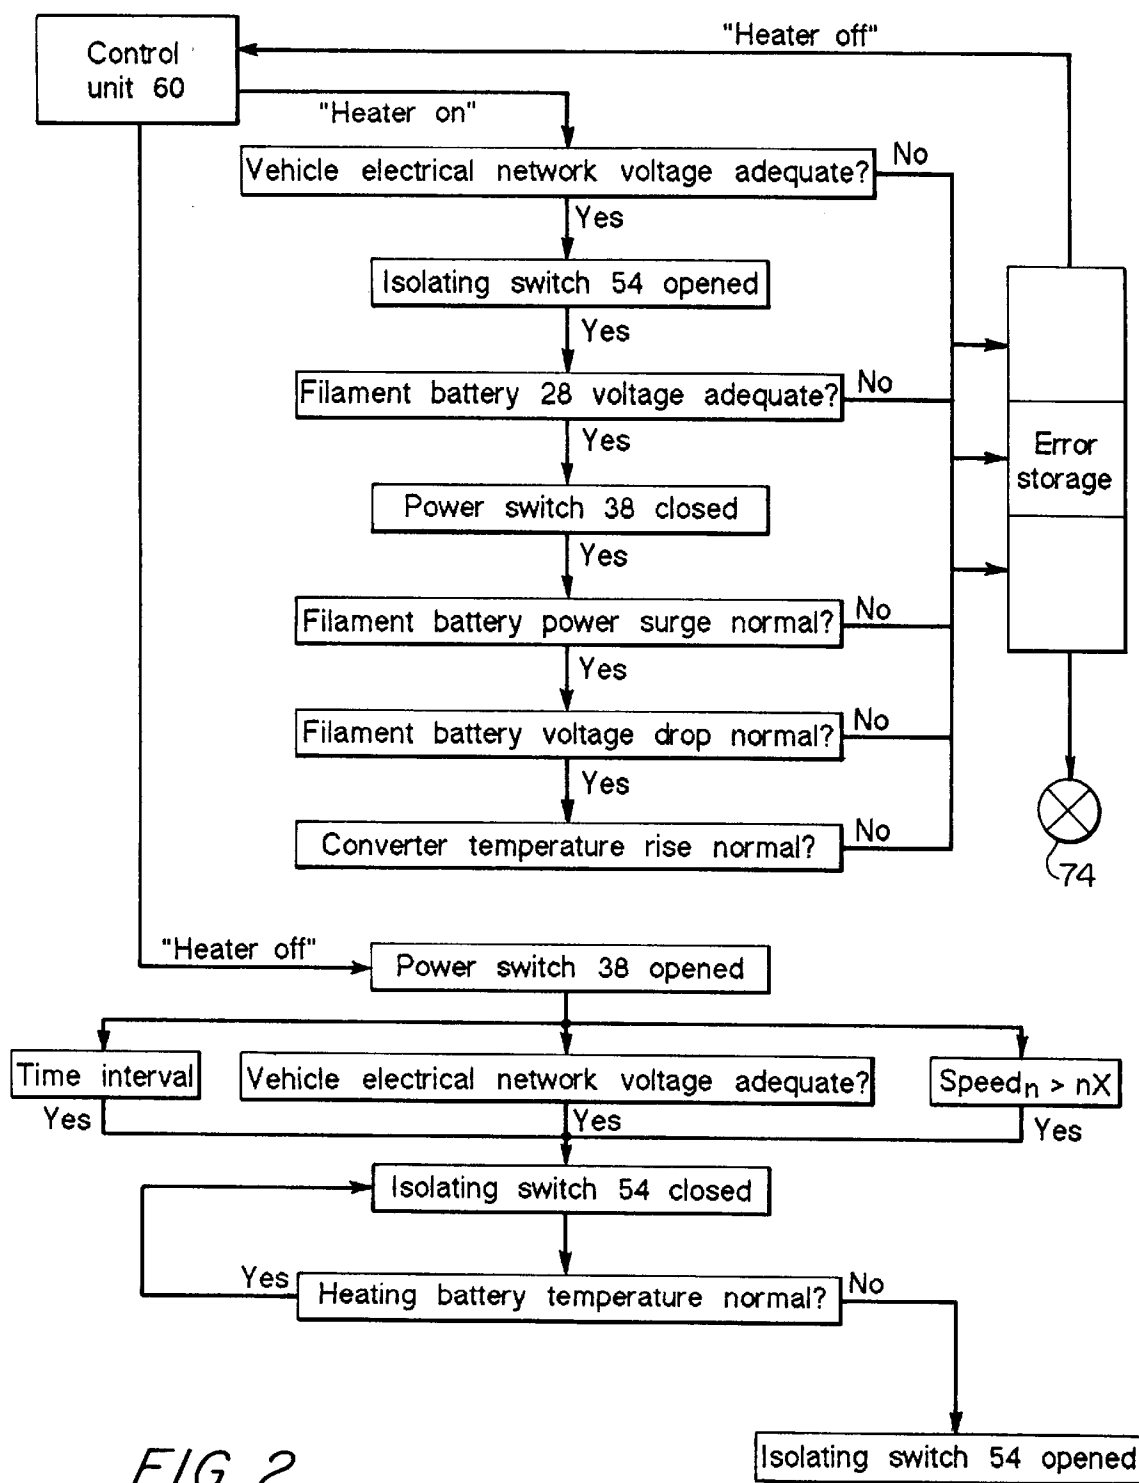 "Heater off"
Control
unit 60
"Heater on"
Vehicle electrical network voltage adequate?
No
Yes
Isolating switch 54 opened
Yes
Filament battery 28 voltage adequate?
No
Yes
Error
storage
Power switch 38 closed
Yes
Filament battery power surge normal?
No
Yes
Filament battery voltage drop normal?
No
Yes
Converter temperature rise normal?
No
74
"Heater off"
Power switch 38 opened
Time interval
Vehicle electrical network voltage adequate?
Speedn > nX
Yes
Yes
Yes
Isolating switch 54 closed
Yes
Heating battery temperature normal?
No
Isolating switch 54 opened
FIG. 2